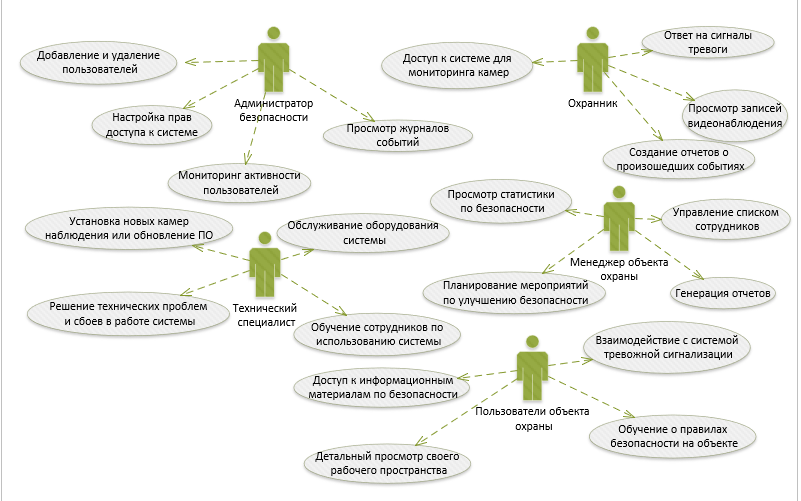 Добавление и удаление
пользователей
Администратор
безопасности
Настройка прав
доступа к системе
Просмотр журналов
событий
Мониторинг активности
пользователей
Доступ к системе для
мониторинга камер
Охранник
Ответ на сигналы
тревоги
Просмотр записей
видеонаблюдения
Создание отчетов о
произошедших событиях
Установка новых камер
наблюдения или обновление ПО
Обслуживание оборудования
системы
Технический
специалист
Решение технических проблем
и сбоев в работе системы
Обучение сотрудников по
использованию системы
Просмотр статистики
по безопасности
Управление списком
сотрудников
Менеджер объекта
охраны
Планирование мероприятий
по улучшению безопасности
Генерация отчетов
Взаимодействие с системой
тревожной сигнализации
Доступ к информационным
материалам по безопасности
Пользователи объекта
охраны
Обучение о правилах
безопасности на объекте
Детальный просмотр своего
рабочего пространства